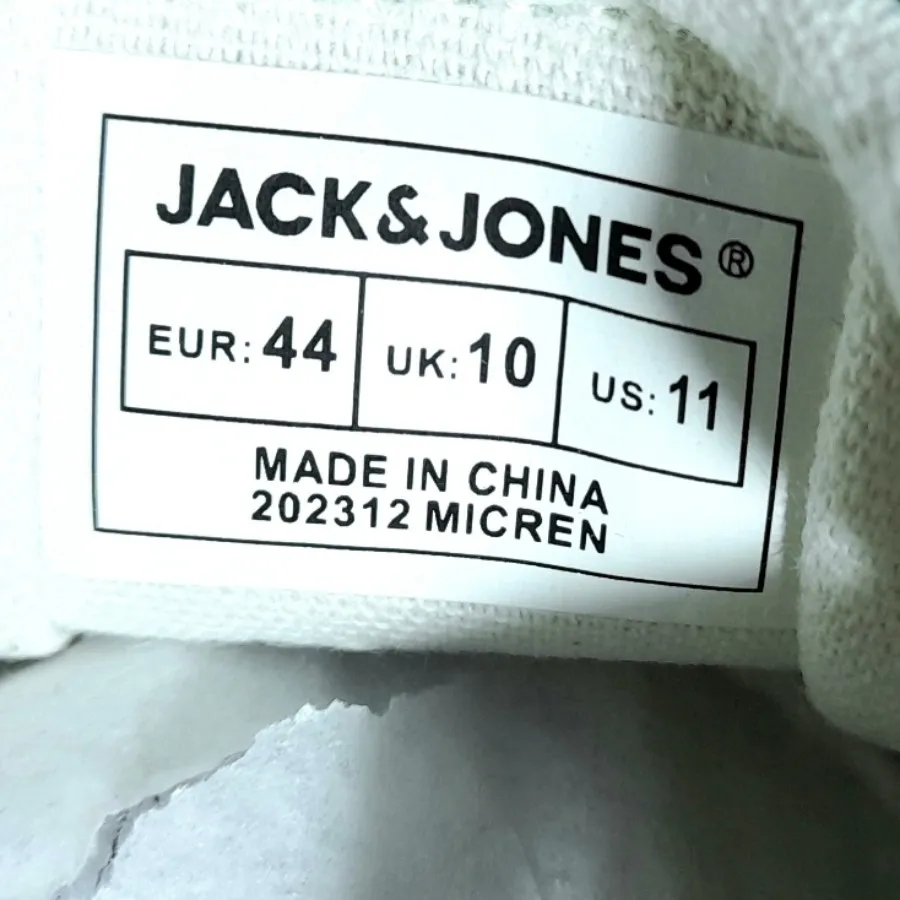 JACK&JONES®
EUR: 44 UK: 10 US: 11
MADE IN CHINA
202312 MICREN